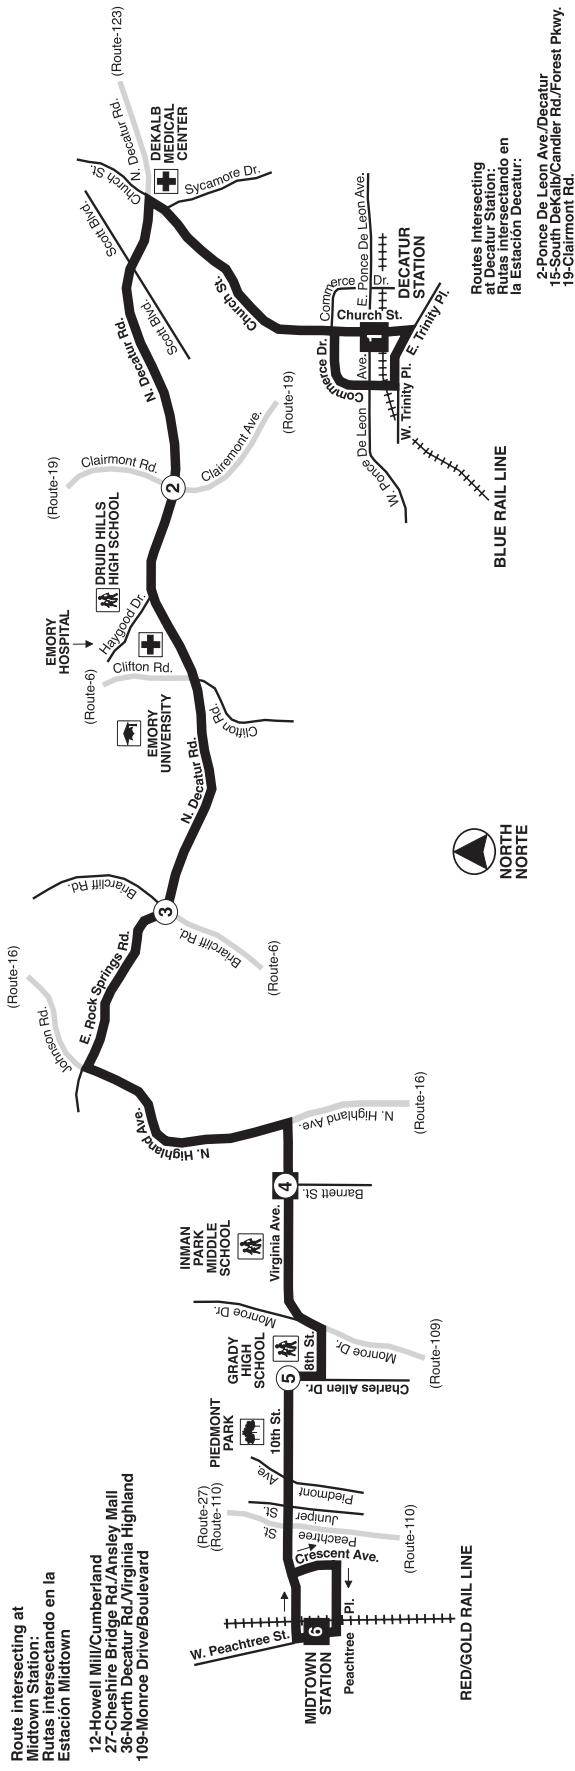 Route intersecting at
Midtown Station:
Rutas intersectando en la
Estación Midtown
12-Howell Mill/Cumberland
27-Cheshire Bridge Rd./Ansley Mall
36-North Decatur Rd./Virginia Highland
109-Monroe Drive/Boulevard
W. Peachtree St.
6
MIDTOWN
STATION
Peachtree Pl.
RED/GOLD RAIL LINE
Crescent Ave.
(Route-27)
(Route-110)
Peachtree St.
(Route-110)
Juniper St.
Piedmont Ave.
PIEDMONT
PARK
10th St.
5
Charles Allen Dr.
GRADY
HIGH
SCHOOL
8th St.
Monroe Dr.
Monroe Dr.
(Route-109)
INMAN
PARK
MIDDLE
SCHOOL
Virginia Ave.
4
Barnett St.
N. Highland Ave.
(Route-16)
N. Highland Ave.
(Route-16)
Johnson Rd.
E. Rock Springs Rd.
3
Briarcliff Rd.
Briarcliff Rd.
(Route-6)
NORTH
NORTE
N. Decatur Rd.
EMORY
UNIVERSITY
(Route-6)
Clifton Rd.
Clifton Rd.
EMORY
HOSPITAL
Haygood Dr.
DRUID HILLS
HIGH SCHOOL
(Route-19)
Clairmont Rd.
2
Clairemont Ave.
(Route-19)
N. Decatur Rd.
Scott Blvd.
Scott Blvd.
Church St.
N. Decatur Rd.
(Route-123)
DEKALB
MEDICAL
CENTER
Sycamore Dr.
Church St.
Commerce Dr.
Commerce Dr.
Church St.
1
E. Ponce De Leon Ave.
W. Ponce De Leon Ave.
DECATUR
STATION
W. Trinity Pl.
E. Trinity Pl.
BLUE RAIL LINE
Routes Intersecting
at Decatur Station:
Rutas intersectando en
la Estación Decatur:
2-Ponce De Leon Ave./Decatur
15-South DeKalb/Candler Rd./Forest Pkwy.
19-Clairmont Rd.